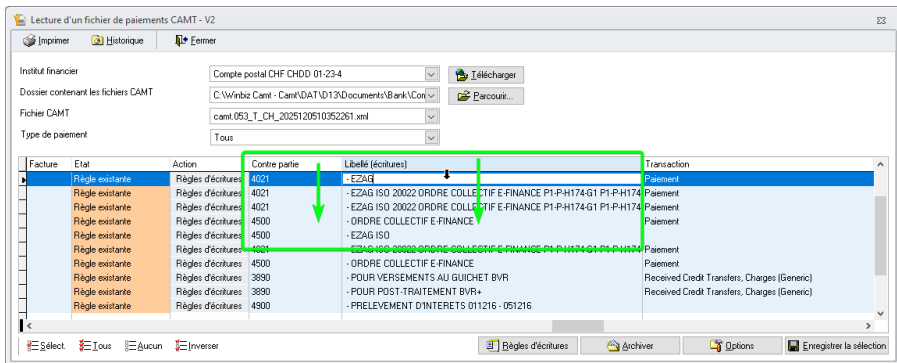 Lecture d'un fichier de paiements CAMT - V2
Imprimer Historique Fermer
Institut financier Compte postal CHF CHDD 01-23-4 Télécharger
Dossier contenant les fichiers CAMT C:\Winbiz Camt - Camt\DAT\D13\Documents\Bank\Con Parcourir...
Fichier CAMT camt.053_T_CH_2025120510352261.xml
Type de paiement Tous
Facture Etat Action Contre partie Libellé (écritures) Transaction
Règle existante Règles d'écritures 4021 - EZAG Paiement
Règle existante Règles d'écritures 4021 - EZAG ISO 20022 ORDRE COLLECTIF E-FINANCE P1-P-H174-G1 P1-P-H174 Paiement
Règle existante Règles d'écritures 4021 - EZAG ISO 20022 ORDRE COLLECTIF E-FINANCE P1-P-H174-G1 P1-P-H174 Paiement
Règle existante Règles d'écritures 4500 - ORDRE COLLECTIF E-FINANCE Paiement
Règle existante Règles d'écritures 4500 - EZAG ISO
Règle existante Règles d'écritures 4021 - EZAG ISO 20022 ORDRE COLLECTIF E-FINANCE P1-P-H174-G1 P1-P-H174 Paiement
Règle existante Règles d'écritures 4500 - ORDRE COLLECTIF E-FINANCE Paiement
Règle existante Règles d'écritures 3890 - POUR VERSEMENTS AU GUICHET BVR Received Credit Transfers, Charges (Generic)
Règle existante Règles d'écritures 3890 - POUR POST-TRAITEMENT BVR+ Received Credit Transfers, Charges (Generic)
Règle existante Règles d'écritures 4900 - PRELEVEMENT D'INTERETS 011216 - 051216
Sélect. Tous Aucun Inverser Règles d'écritures Archiver Options Enregistrer la sélection